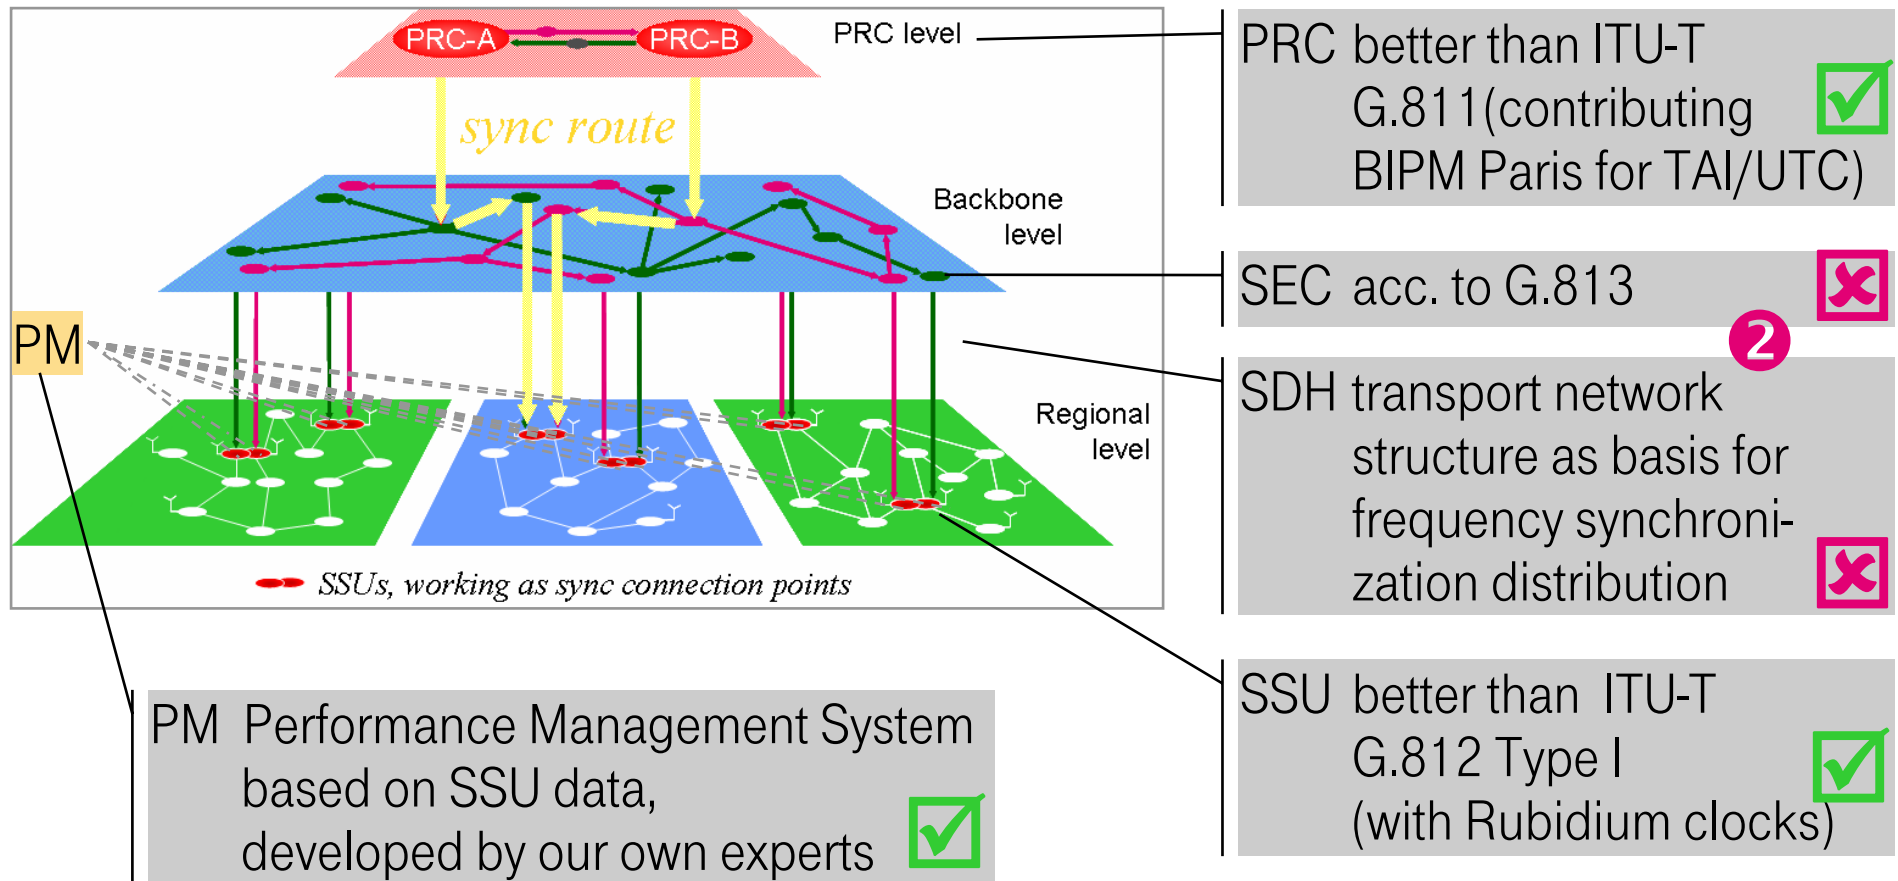 PRC-A
PRC-B
PRC level
sync route
Backbone
level
PM
Regional
level
SSUs, working as sync connection points
PRC better than ITU-T
G.811(contributing
BIPM Paris for TAI/UTC)
SEC acc. to G.813
2
SDH transport network
structure as basis for
frequency synchroni-
zation distribution
SSU better than ITU-T
G.812 Type I
(with Rubidium clocks)
PM Performance Management System
based on SSU data,
developed by our own experts